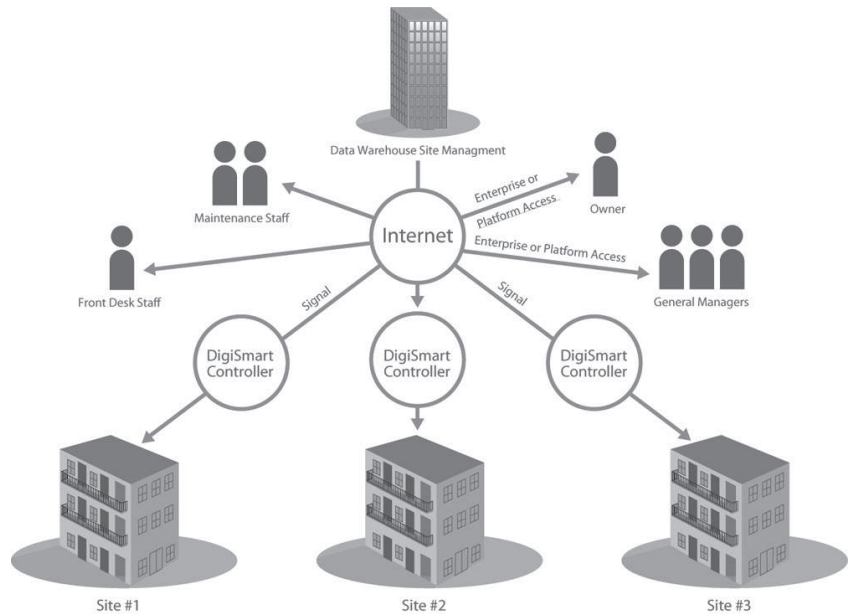 Data Warehouse Site Managment
Maintenance Staff
Enterprise or
Platform Access
Owner
Internet
Enterprise or Platform Access
Front Desk Staff
General Managers
Signal
Signal
DigiSmart
Controller
DigiSmart
Controller
DigiSmart
Controller
Site #1
Site #2
Site #3